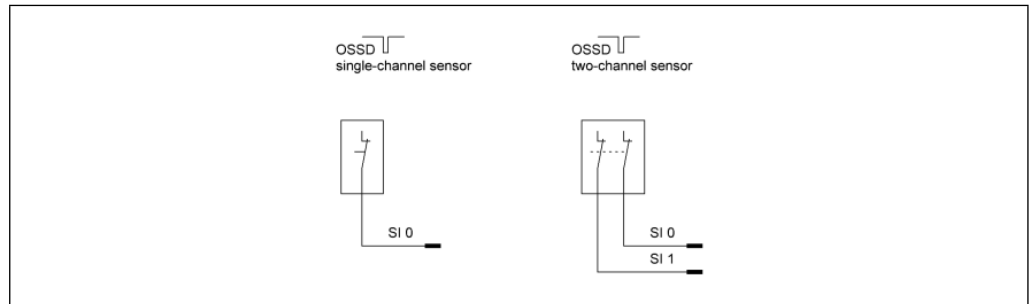 OSSD
single-channel sensor
SI 0
OSSD
two-channel sensor
SI 0
SI 1